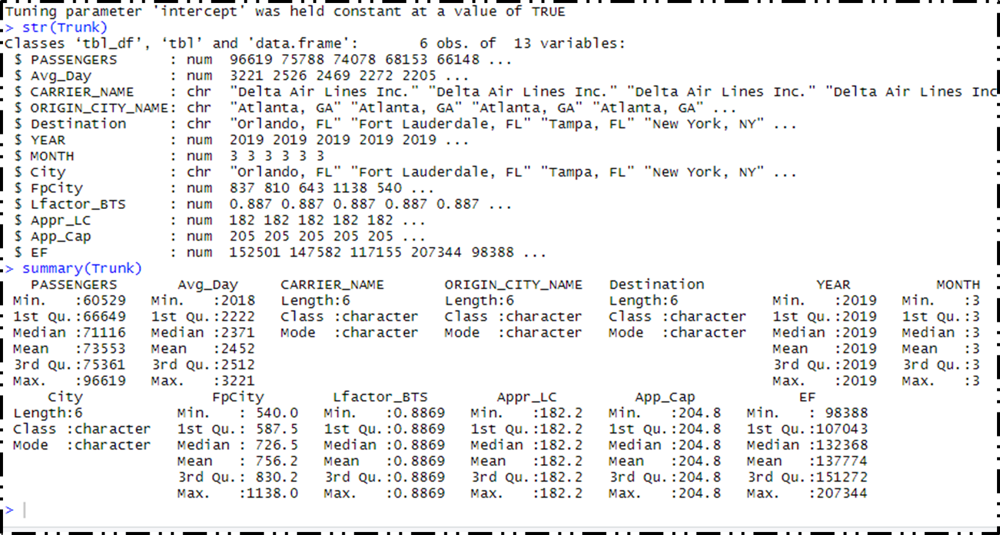 Tuning parameter 'intercept' was held constant at a value of TRUE
> str(Trunk)
Classes ‘tbl_df’, ‘tbl’ and 'data.frame':      6 obs. of  13 variables:
 $ PASSENGERS      : num  96619 75788 74078 68153 66148 ...
 $ Avg_Day         : num  3221 2526 2469 2272 2205 ...
 $ CARRIER_NAME    : chr  "Delta Air Lines Inc." "Delta Air Lines Inc." "Delta Air Lines Inc." "Delta Air Lines Inc
 $ ORIGIN_CITY_NAME: chr  "Atlanta, GA" "Atlanta, GA" "Atlanta, GA" "Atlanta, GA" ...
 $ Destination     : chr  "Orlando, FL" "Fort Lauderdale, FL" "Tampa, FL" "New York, NY" ...
 $ YEAR            : num  2019 2019 2019 2019 2019 ...
 $ MONTH           : num  3 3 3 3 3 3
 $ City            : chr  "Orlando, FL" "Fort Lauderdale, FL" "Tampa, FL" "New York, NY" ...
 $ FpCity          : num  837 810 643 1138 540 ...
 $ Lfactor_BTS     : num  0.887 0.887 0.887 0.887 0.887 ...
 $ Appr_LC         : num  182 182 182 182 182 ...
 $ App_Cap         : num  205 205 205 205 205 ...
 $ EF              : num  152501 147582 117155 207344 98388 ...
> summary(Trunk)
   PASSENGERS       Avg_Day     CARRIER_NAME       ORIGIN_CITY_NAME   Destination             YEAR          MONTH
 Min.   :60529   Min.   :2018   Length:6           Length:6           Length:6           Min.   :2019   Min.   :3
 1st Qu.:66649   1st Qu.:2222   Class :character   Class :character   Class :character   1st Qu.:2019   1st Qu.:3
 Median :71116   Median :2371   Mode  :character   Mode  :character   Mode  :character   Median :2019   Median :3
 Mean   :73553   Mean   :2452                                                            Mean   :2019   Mean   :3
 3rd Qu.:75361   3rd Qu.:2512                                                            3rd Qu.:2019   3rd Qu.:3
 Max.   :96619   Max.   :3221                                                            Max.   :2019   Max.   :3
     City               FpCity        Lfactor_BTS        Appr_LC         App_Cap            EF
 Length:6           Min.   : 540.0   Min.   :0.8869   Min.   :182.2   Min.   :204.8   Min.   : 98388
 Class :character   1st Qu.: 587.5   1st Qu.:0.8869   1st Qu.:182.2   1st Qu.:204.8   1st Qu.:107043
 Mode  :character   Median : 726.5   Median :0.8869   Median :182.2   Median :204.8   Median :132368
                    Mean   : 756.2   Mean   :0.8869   Mean   :182.2   Mean   :204.8   Mean   :137774
                    3rd Qu.: 830.2   3rd Qu.:0.8869   3rd Qu.:182.2   3rd Qu.:204.8   3rd Qu.:151272
                    Max.   :1138.0   Max.   :0.8869   Max.   :182.2   Max.   :204.8   Max.   :207344
>